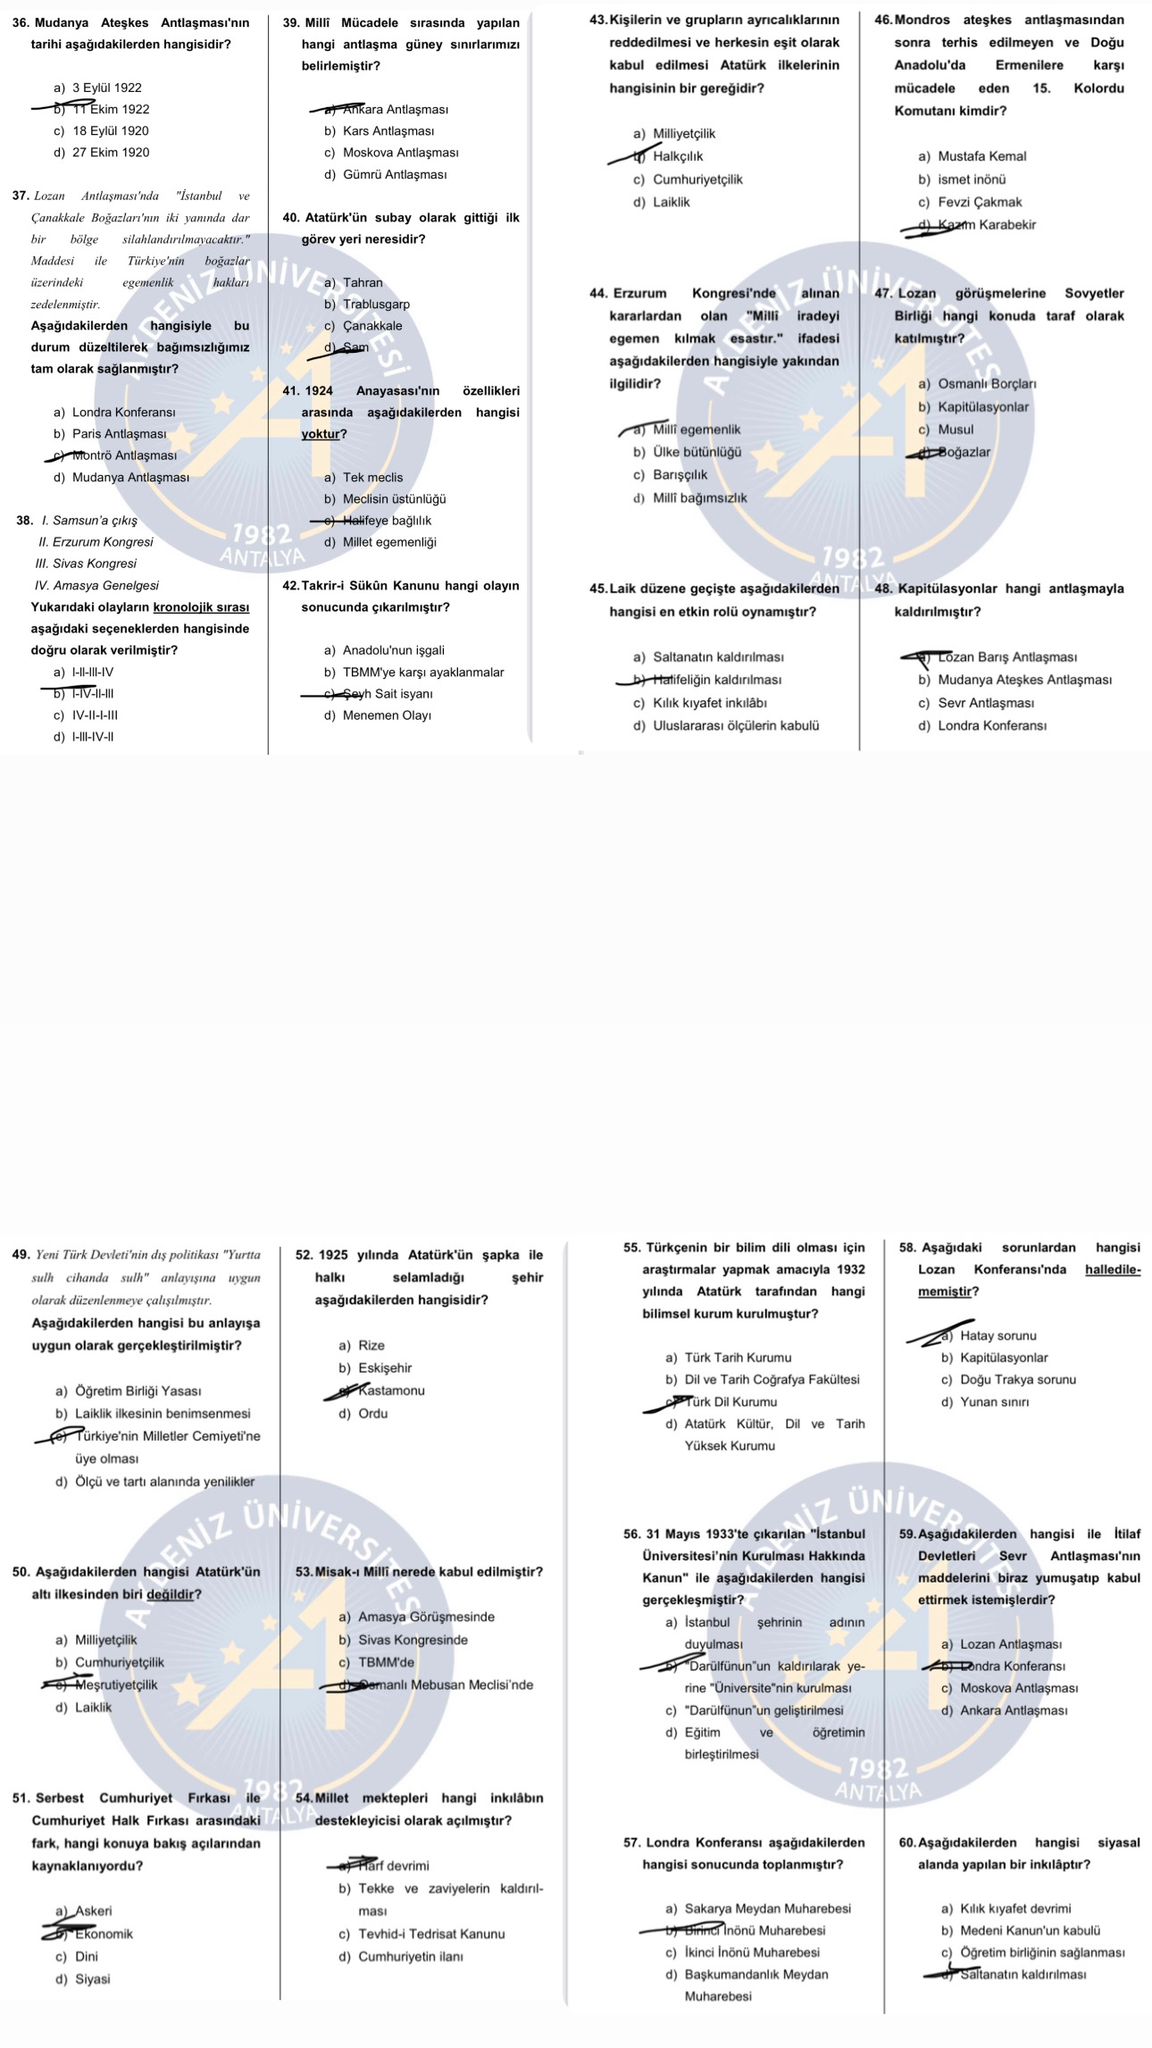 36. Mudanya Ateşkes Antlaşması'nın
tarihi aşağıdakilerden hangisidir?
a) 3 Eylül 1922
b) 11 Ekim 1922
c) 18 Eylül 1920
d) 27 Ekim 1920
37. Lozan Antlaşması'nda "İstanbul ve
Çanakkale Boğazları'nın iki yanında dar
bir bölge silahlandırılmayacaktır."
Maddesi ile Türkiye'nin boğazlar
üzerindeki egemenlik hakları
zedelenmiştir.
Aşağıdakilerden hangisiyle bu
durum düzeltilerek bağımsızlığımız
tam olarak sağlanmıştır?
a) Londra Konferansı
b) Paris Antlaşması
c) Montrö Antlaşması
d) Mudanya Antlaşması
38. I. Samsun'a çıkış
II. Erzurum Kongresi
III. Sivas Kongresi
IV. Amasya Genelgesi
Yukarıdaki olayların kronolojik sırası
aşağıdaki seçeneklerden hangisinde
doğru olarak verilmiştir?
a) I-II-III-IV
b) I-IV-II-III
c) IV-II-I-III
d) I-III-IV-II
39. Millî Mücadele sırasında yapılan
hangi antlaşma güney sınırlarımızı
belirlemiştir?
a) Ankara Antlaşması
b) Kars Antlaşması
c) Moskova Antlaşması
d) Gümrü Antlaşması
40. Atatürk'ün subay olarak gittiği ilk
görev yeri neresidir?
a) Tahran
b) Trablusgarp
c) Çanakkale
d) Şam
41. 1924 Anayasası'nın özellikleri
arasında aşağıdakilerden hangisi
yoktur?
a) Tek meclis
b) Meclisin üstünlüğü
c) Halifeye bağlılık
d) Millet egemenliği
42. Takrir-i Sükûn Kanunu hangi olayın
sonucunda çıkarılmıştır?
a) Anadolu'nun işgali
b) TBMM'ye karşı ayaklanmalar
c) Şeyh Sait isyanı
d) Menemen Olayı
AKDENİZ ÜNİVERSİTESİ
1982
ANTALYA
43. Kişilerin ve grupların ayrıcalıklarının
reddedilmesi ve herkesin eşit olarak
kabul edilmesi Atatürk ilkelerinin
hangisinin bir gereğidir?
a) Milliyetçilik
b) Halkçılık
c) Cumhuriyetçilik
d) Laiklik
44. Erzurum Kongresi'nde alınan
kararlardan olan "Millî iradeyi
egemen kılmak esastır." ifadesi
aşağıdakilerden hangisiyle yakından
ilgilidir?
a) Millî egemenlik
b) Ülke bütünlüğü
c) Barışçılık
d) Millî bağımsızlık
45. Laik düzene geçişte aşağıdakilerden
hangisi en etkin rolü oynamıştır?
a) Saltanatın kaldırılması
b) Halifeliğin kaldırılması
c) Kılık kıyafet inkılâbı
d) Uluslararası ölçülerin kabulü
46. Mondros ateşkes antlaşmasından
sonra terhis edilmeyen ve Doğu
Anadolu'da Ermenilere karşı
mücadele eden 15. Kolordu
Komutanı kimdir?
a) Mustafa Kemal
b) ismet inönü
c) Fevzi Çakmak
d) Kazım Karabekir
47. Lozan görüşmelerine Sovyetler
Birliği hangi konuda taraf olarak
katılmıştır?
a) Osmanlı Borçları
b) Kapitülasyonlar
c) Musul
d) Boğazlar
48. Kapitülasyonlar hangi antlaşmayla
kaldırılmıştır?
a) Lozan Barış Antlaşması
b) Mudanya Ateşkes Antlaşması
c) Sevr Antlaşması
d) Londra Konferansı
AKDENİZ ÜNİVERSİTESİ
1982
ANTALYA
49. Yeni Türk Devleti'nin dış politikası "Yurtta
sulh cihanda sulh" anlayışına uygun
olarak düzenlenmeye çalışılmıştır.
Aşağıdakilerden hangisi bu anlayışa
uygun olarak gerçekleştirilmiştir?
a) Öğretim Birliği Yasası
b) Laiklik ilkesinin benimsenmesi
c) Türkiye'nin Milletler Cemiyeti'ne
üye olması
d) Ölçü ve tartı alanında yenilikler
50. Aşağıdakilerden hangisi Atatürk'ün
altı ilkesinden biri değildir?
a) Milliyetçilik
b) Cumhuriyetçilik
c) Meşrutiyetçilik
d) Laiklik
51. Serbest Cumhuriyet Fırkası ile
Cumhuriyet Halk Fırkası arasındaki
fark, hangi konuya bakış açılarından
kaynaklanıyordu?
a) Askeri
b) Ekonomik
c) Dini
d) Siyasi
52. 1925 yılında Atatürk'ün şapka ile
halkı selamladığı şehir
aşağıdakilerden hangisidir?
a) Rize
b) Eskişehir
c) Kastamonu
d) Ordu
53. Misak-ı Millî nerede kabul edilmiştir?
a) Amasya Görüşmesinde
b) Sivas Kongresinde
c) TBMM'de
d) Osmanlı Mebusan Meclisi'nde
54. Millet mektepleri hangi inkılâbın
destekleyicisi olarak açılmıştır?
a) Harf devrimi
b) Tekke ve zaviyelerin kaldırıl-
ması
c) Tevhid-i Tedrisat Kanunu
d) Cumhuriyetin ilanı
AKDENİZ ÜNİVERSİTESİ
1982
ANTALYA
55. Türkçenin bir bilim dili olması için
araştırmalar yapmak amacıyla 1932
yılında Atatürk tarafından hangi
bilimsel kurum kurulmuştur?
a) Türk Tarih Kurumu
b) Dil ve Tarih Coğrafya Fakültesi
c) Türk Dil Kurumu
d) Atatürk Kültür, Dil ve Tarih
Yüksek Kurumu
56. 31 Mayıs 1933'te çıkarılan "İstanbul
Üniversitesi'nin Kurulması Hakkında
Kanun" ile aşağıdakilerden hangisi
gerçekleşmiştir?
a) İstanbul şehrinin adının
duyulması
b) "Darülfünun"un kaldırılarak ye-
rine "Üniversite"nin kurulması
c) "Darülfünun"un geliştirilmesi
d) Eğitim ve öğretimin
birleştirilmesi
57. Londra Konferansı aşağıdakilerden
hangisi sonucunda toplanmıştır?
a) Sakarya Meydan Muharebesi
b) Birinci İnönü Muharebesi
c) İkinci İnönü Muharebesi
d) Başkumandanlık Meydan
Muharebesi
58. Aşağıdaki sorunlardan hangisi
Lozan Konferansı'nda halledile-
memiştir?
a) Hatay sorunu
b) Kapitülasyonlar
c) Doğu Trakya sorunu
d) Yunan sınırı
59. Aşağıdakilerden hangisi ile İtilaf
Devletleri Sevr Antlaşması'nın
maddelerini biraz yumuşatıp kabul
ettirmek istemişlerdir?
a) Lozan Antlaşması
b) Londra Konferansı
c) Moskova Antlaşması
d) Ankara Antlaşması
60. Aşağıdakilerden hangisi siyasal
alanda yapılan bir inkılâptır?
a) Kılık kıyafet devrimi
b) Medeni Kanun'un kabulü
c) Öğretim birliğinin sağlanması
d) Saltanatın kaldırılması
AKDENİZ ÜNİVERSİTESİ
1982
ANTALYA